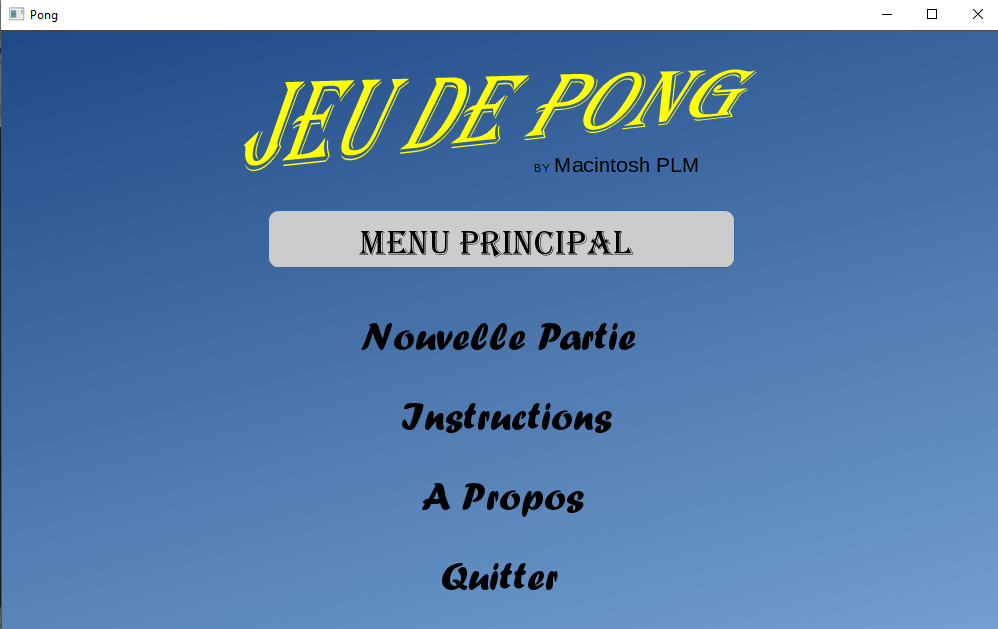 Pong
JEU DE PONG
BY Macintosh PLM
MENU PRINCIPAL
Nouvelle Partie
Instructions
A Propos
Quitter